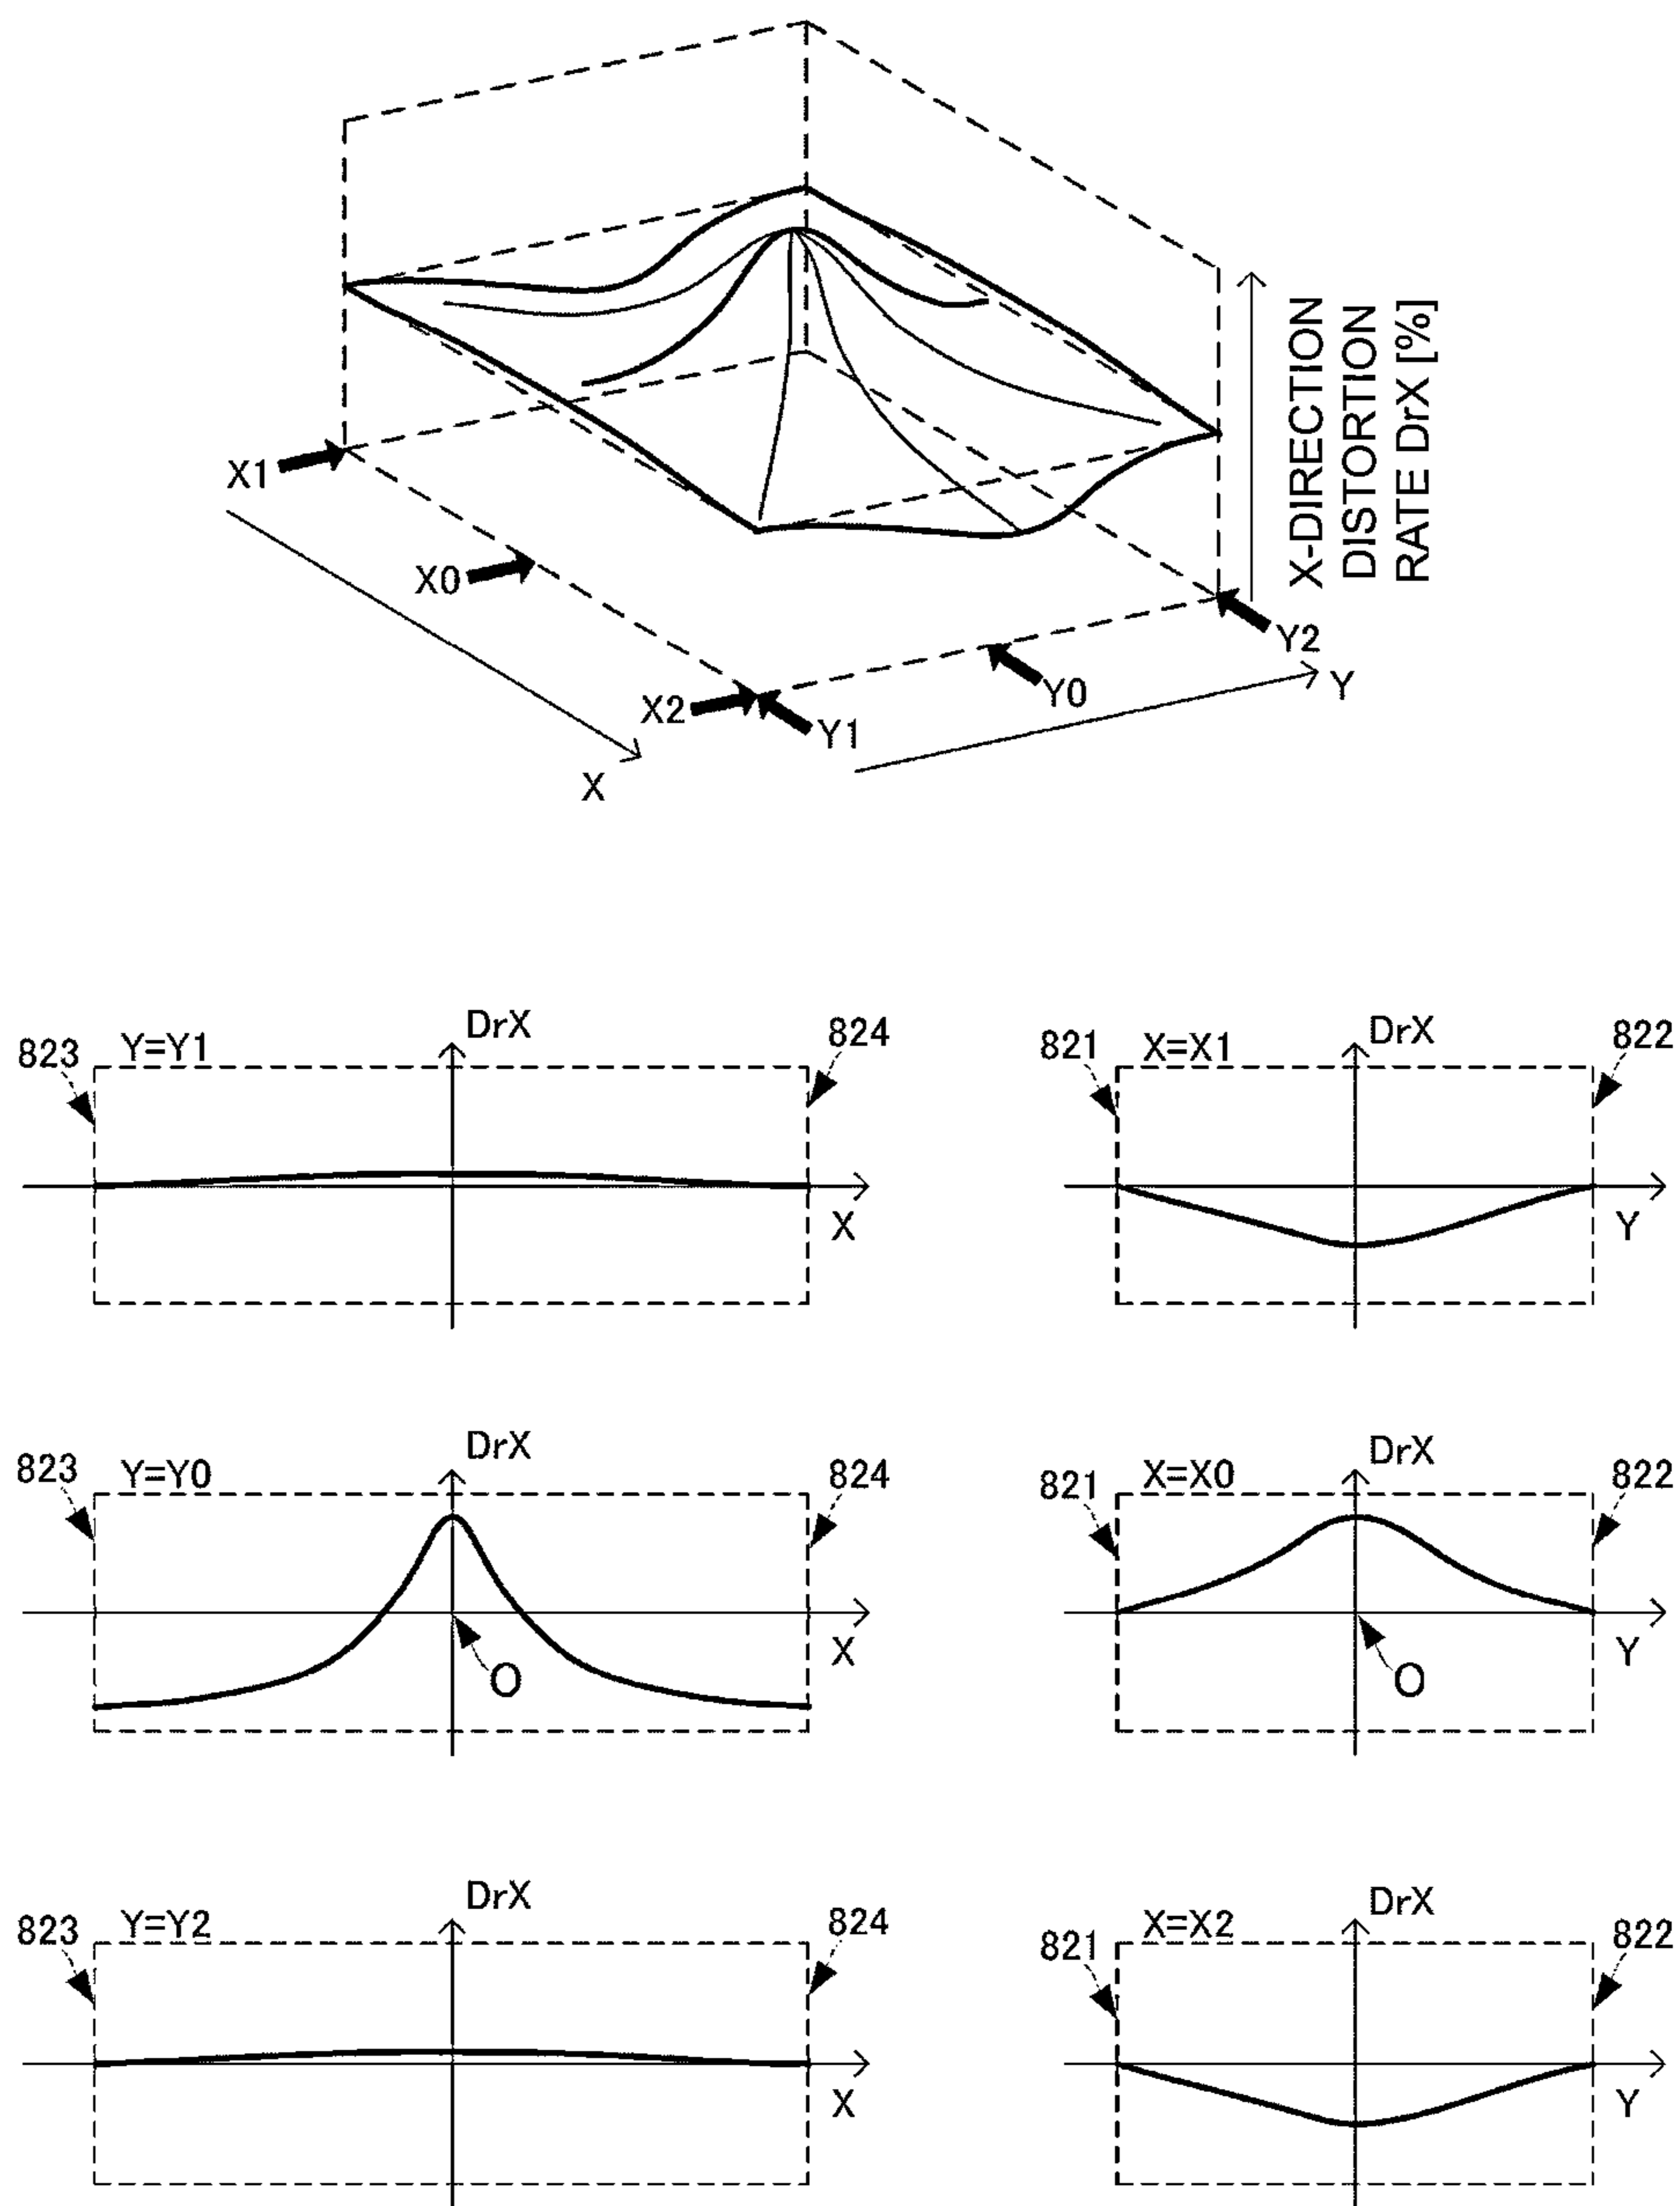 X-DIRECTION
DISTORTION
RATE DrX [%]
X1
X0
X2
X
Y1
Y0
Y2
Y
823
Y=Y1
DrX
824
X
821
X=X1
DrX
822
Y
823
Y=Y0
DrX
824
X
O
821
X=X0
DrX
822
Y
O
823
Y=Y2
DrX
824
X
821
X=X2
DrX
822
Y